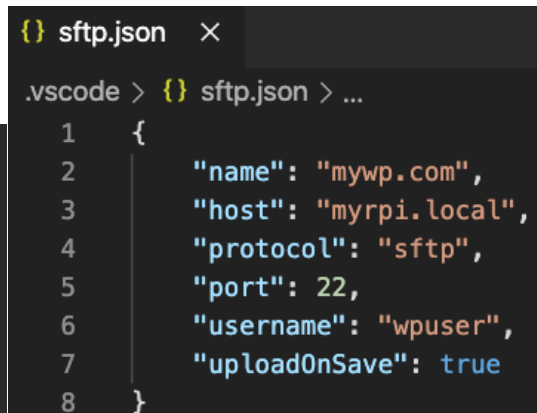 {} sftp.json ×
.vscode > {} sftp.json > ...
1 {
2 "name": "mywp.com",
3 "host": "myrpi.local",
4 "protocol": "sftp",
5 "port": 22,
6 "username": "wpuser",
7 "uploadOnSave": true
8 }